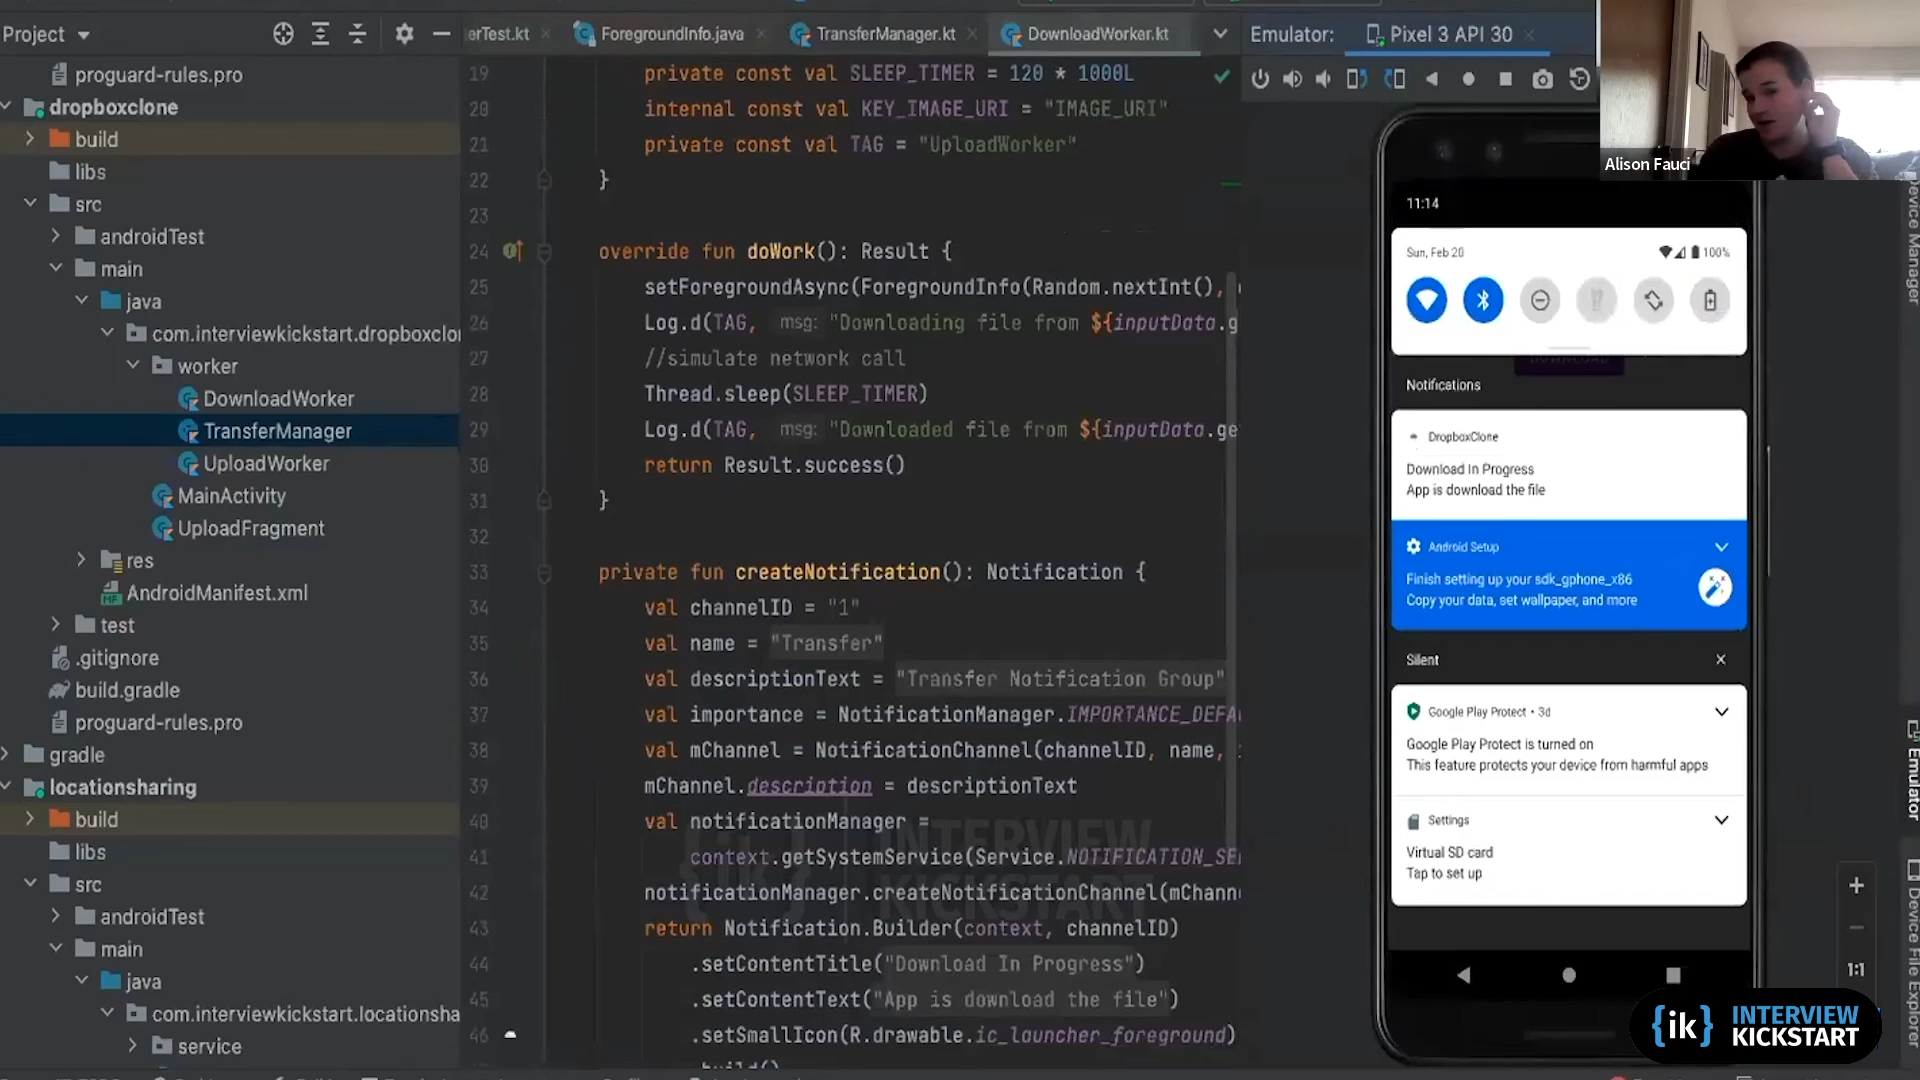 Project
proguard-rules.pro
dropboxclone
build
libs
src
androidTest
main
java
com.interviewkickstart.dropboxclo
worker
DownloadWorker
TransferManager
UploadWorker
MainActivity
UploadFragment
res
AndroidManifest.xml
test
.gitignore
build.gradle
proguard-rules.pro
gradle
locationsharing
build
libs
src
androidTest
main
java
com.interviewkickstart.locationsha
service
erTest.kt
ForegroundInfo.java
TransferManager.kt
DownloadWorker.kt
19 private const val SLEEP_TIMER = 120 * 1000L
20 internal const val KEY_IMAGE_URI = "IMAGE_URI"
21 private const val TAG = "UploadWorker"
22 }
23
24 override fun doWork(): Result {
25 setForegroundAsync(ForegroundInfo(Random.nextInt(),
26 Log.d(TAG, msg: "Downloading file from ${inputData.g
27 //simulate network call
28 Thread.sleep(SLEEP_TIMER)
29 Log.d(TAG, msg: "Downloaded file from ${inputData.ge
30 return Result.success()
31 }
32
33 private fun createNotification(): Notification {
34 val channelID = "1"
35 val name = "Transfer"
36 val descriptionText = "Transfer Notification Group"
37 val importance = NotificationManager.IMPORTANCE_DEFA
38 val mChannel = NotificationChannel(channelID, name,
39 mChannel.description = descriptionText
40 val notificationManager =
41 context.getSystemService(Service.NOTIFICATION_SE
42 notificationManager.createNotificationChannel(mChann
43 return Notification.Builder(context, channelID)
44 .setContentTitle("Download In Progress")
45 .setContentText("App is download the file")
46 .setSmallIcon(R.drawable.ic_launcher_foreground)
.build()
{ik} INTERVIEW
KICKSTART
Emulator: Pixel 3 API 30
Alison Fauci
11:14
Sun, Feb 20
100%
DOWNLOAD
Notifications
DropboxClone
Download In Progress
App is download the file
Android Setup
Finish setting up your sdk_gphone_x86
Copy your data, set wallpaper, and more
Silent
Google Play Protect • 3d
Google Play Protect is turned on
This feature protects your device from harmful apps
Settings
Virtual SD card
Tap to set up
1:1
Device Manager
Emulator
Device File Explorer
{ik} INTERVIEW
KICKSTART